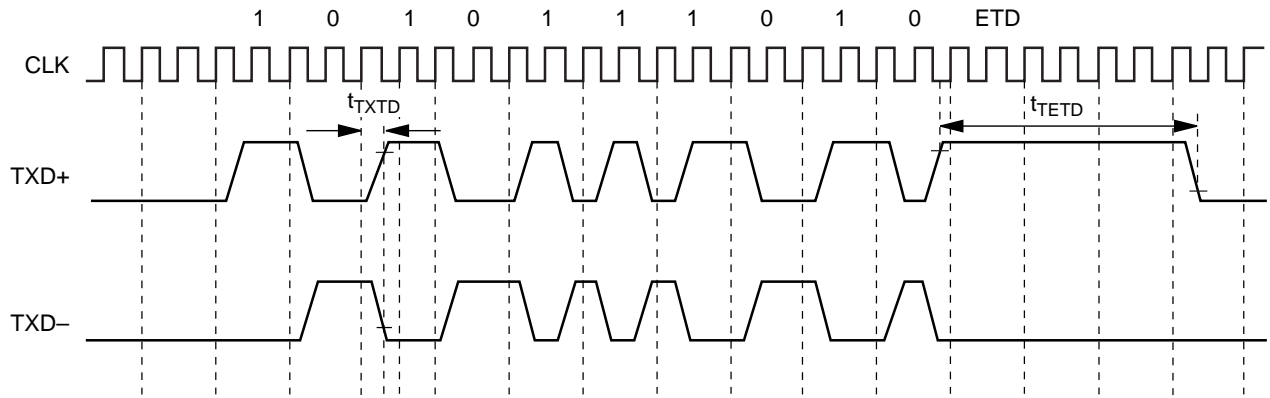 1 0 1 0 1 1 1 0 1 0 ETD
CLK
tTXTD
tTETD
TXD+
TXD–